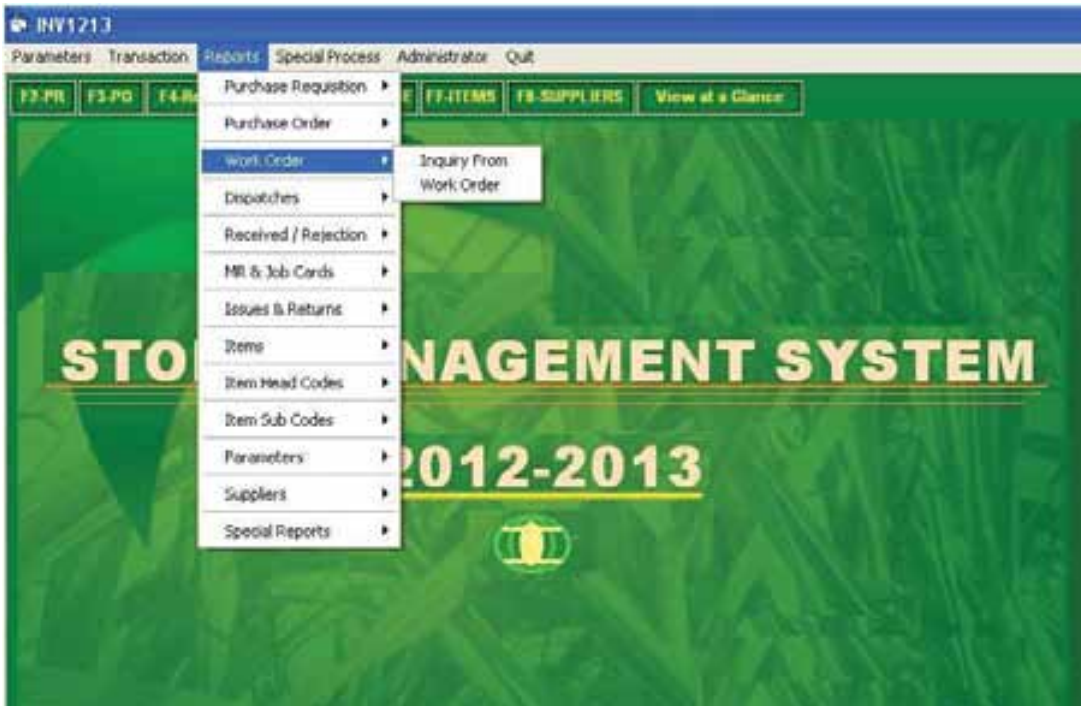 INV1213
Parameters Transaction Reports Special Process Administrator Quit
F3-PO F7-ITEMS F8-SUPPLIERS View at a Glance
Purchase Requisition
Purchase Order
Work Order
Inquiry From
Work Order
Dispatches
Received / Rejection
MR & Job Cards
Issues & Returns
Items
Item Head Codes
Item Sub Codes
Parameters
Suppliers
Special Reports
STO NAGEMENT SYSTEM
2012-2013